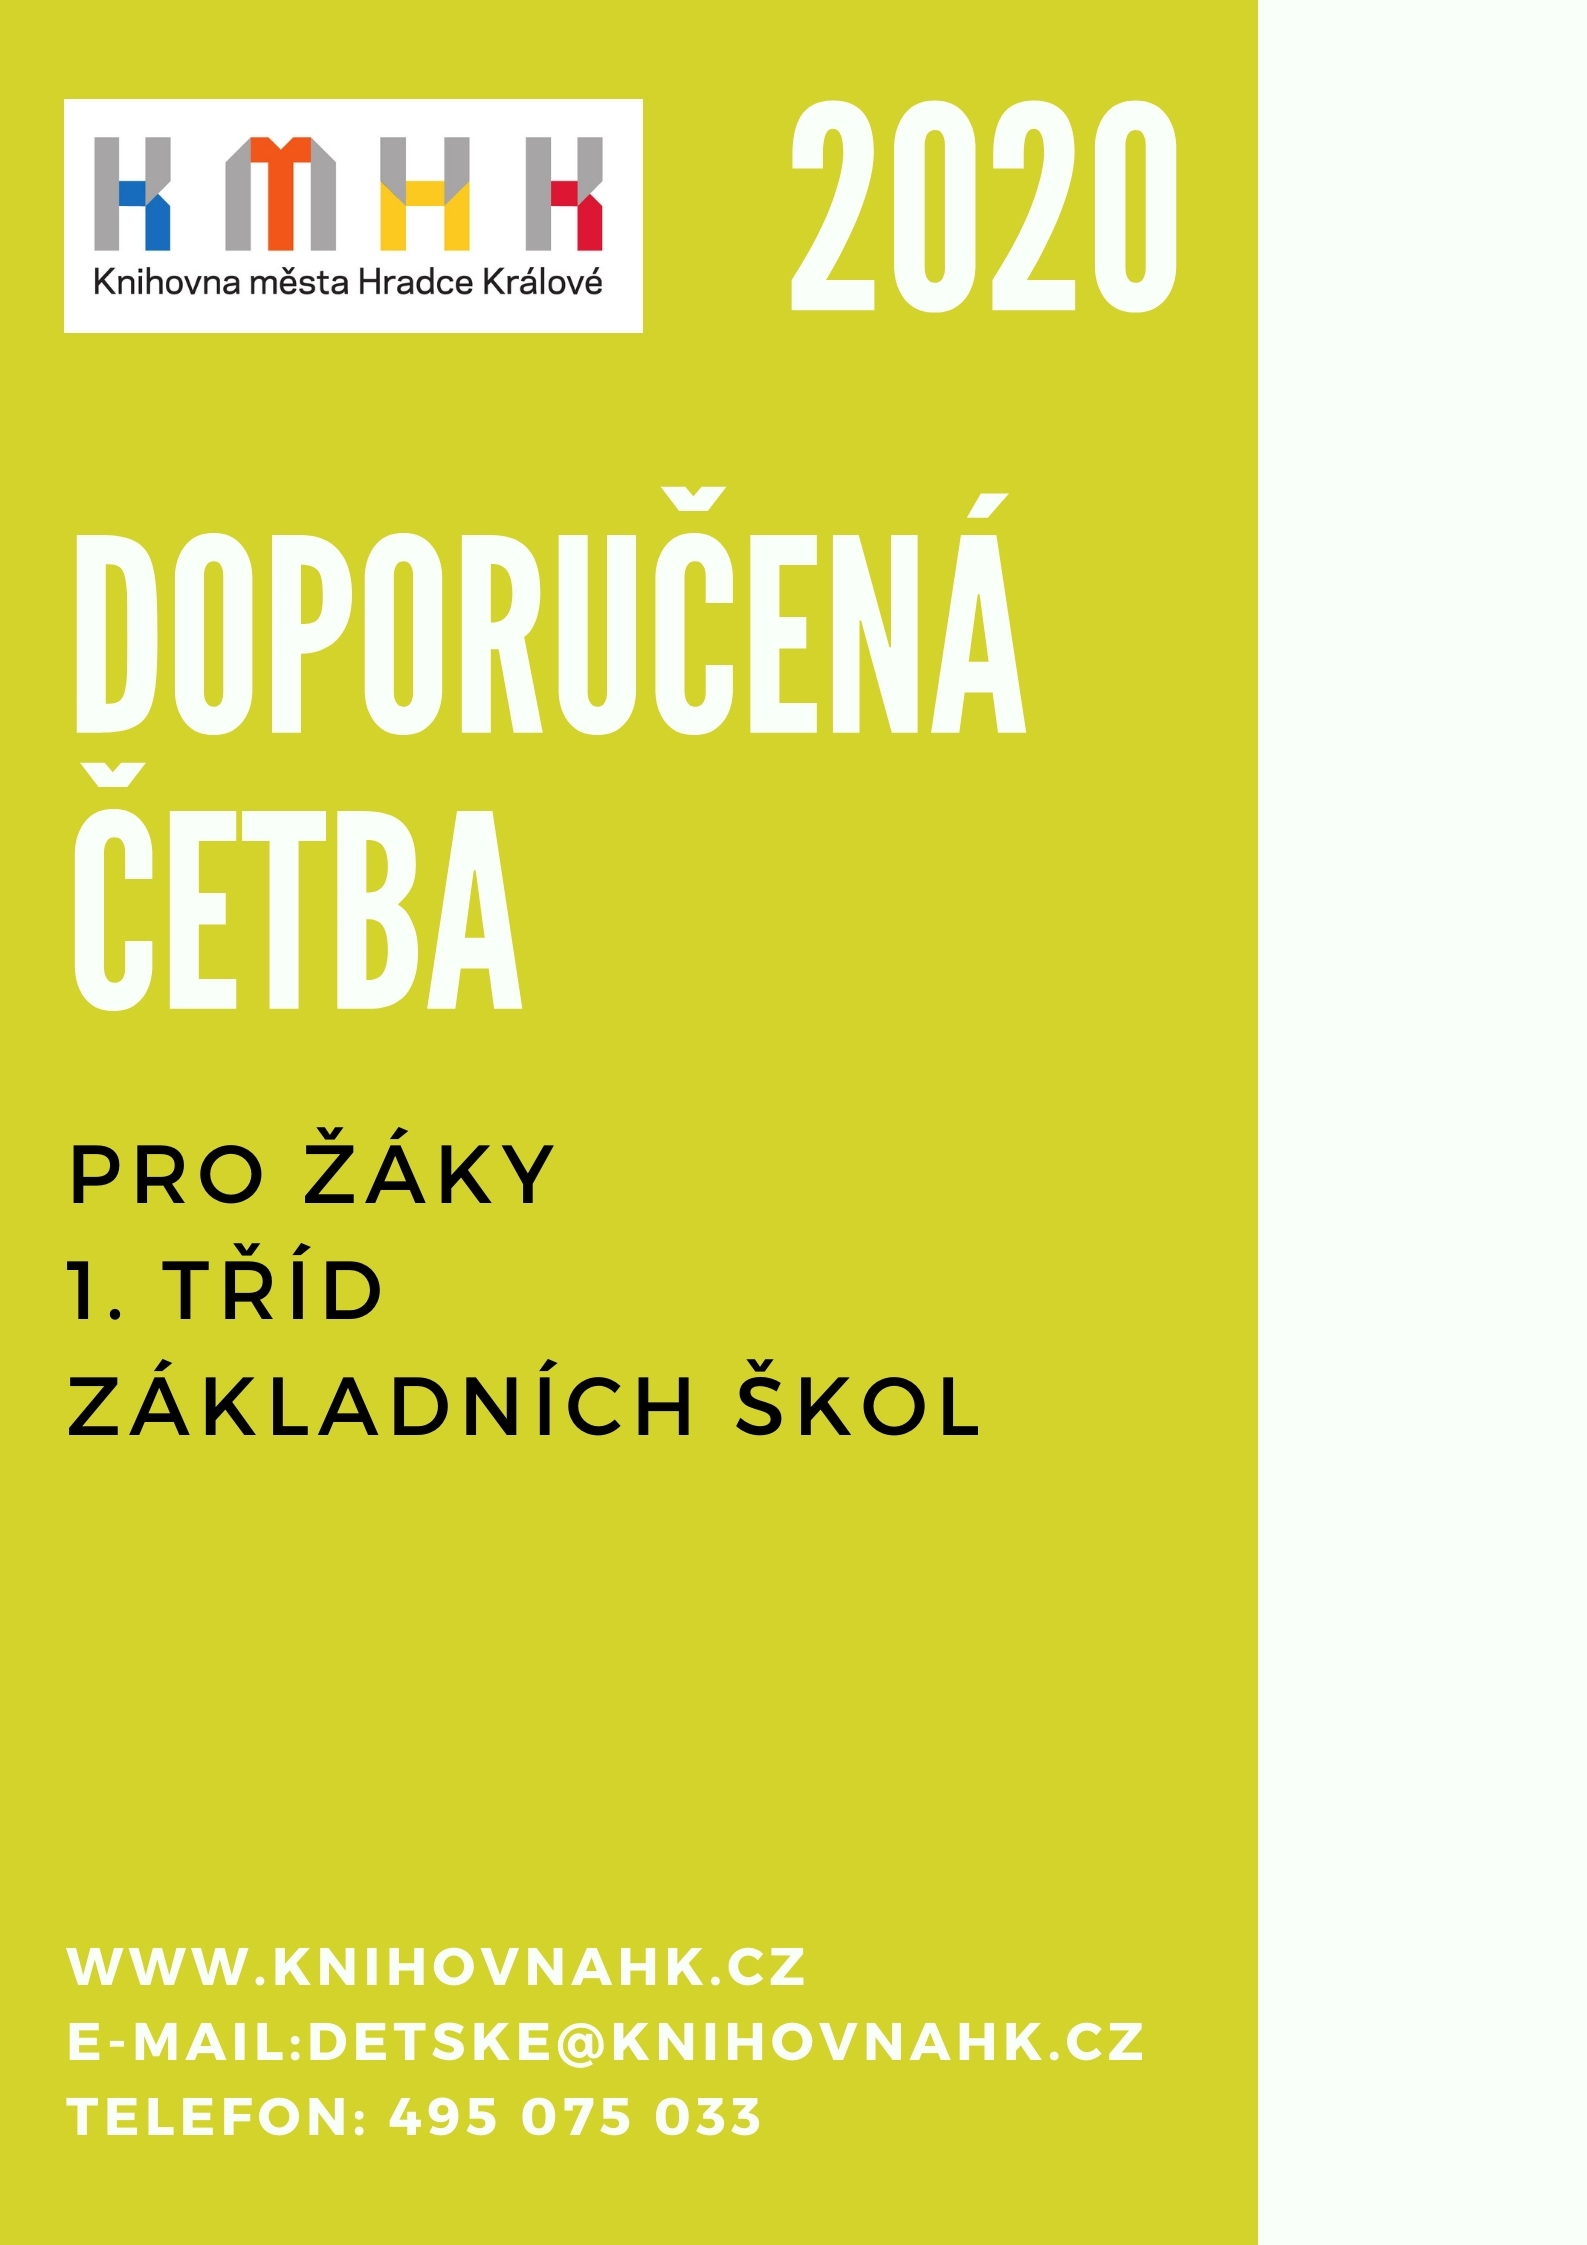 KMHK
Knihovna města Hradce Králové
2020
DOPORUČENÁ
ČETBA
PRO ŽÁKY
1. TŘÍD
ZÁKLADNÍCH ŠKOL
WWW.KNIHOVNAHK.CZ
E-MAIL:DETSKE@KNIHOVNAHK.CZ
TELEFON: 495 075 033